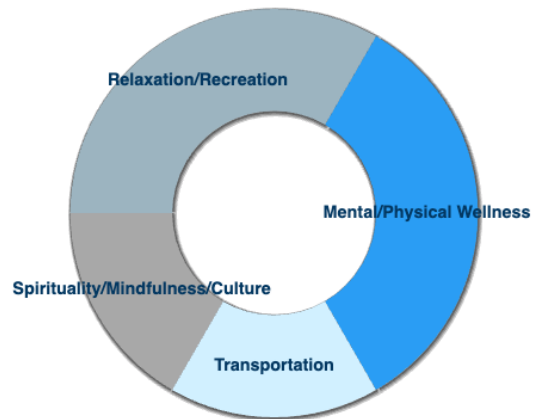 Relaxation/Recreation
Mental/Physical Wellness
Spirituality/Mindfulness/Culture
Transportation